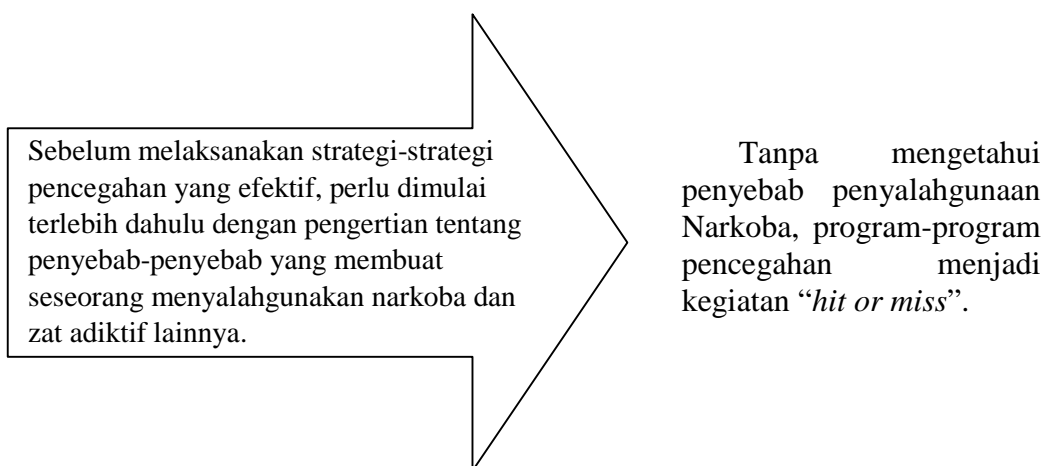 Sebelum melaksanakan strategi-strategi
pencegahan yang efektif, perlu dimulai
terlebih dahulu dengan pengertian tentang
penyebab-penyebab yang membuat
seseorang menyalahgunakan narkoba dan
zat adiktif lainnya.
Tanpa mengetahui
penyebab penyalahgunaan
Narkoba, program-program
pencegahan menjadi
kegiatan “hit or miss”.